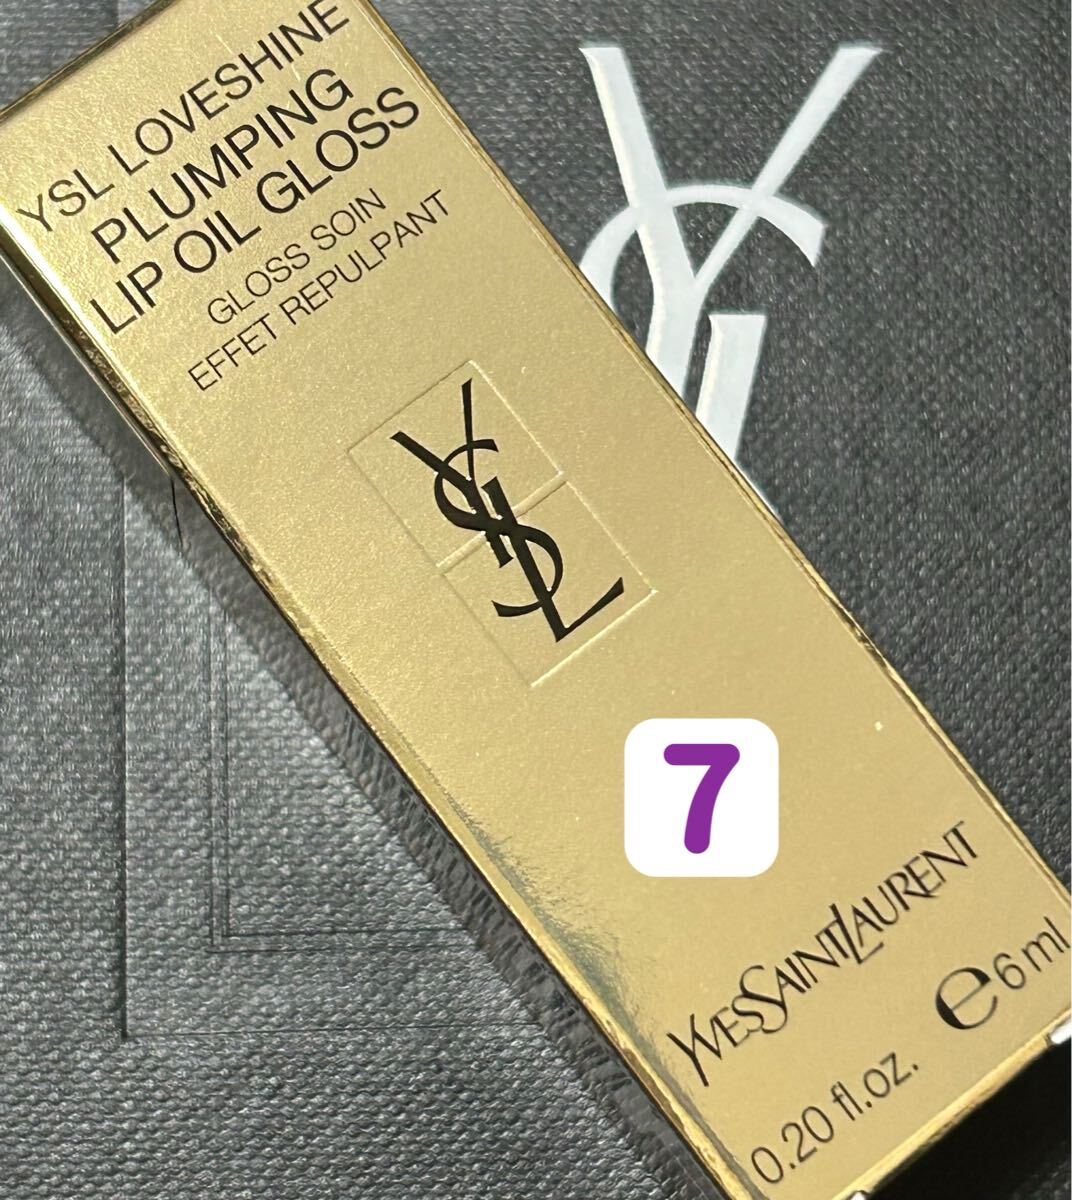 YSL LOVESHINE
PLUMPING
LIP OIL GLOSS
GLOSS SOIN
EFFET REPULPANT
YSL
YSL
7
YVESSAINTLAURENT
℮6 ml
0.20 fl.oz.